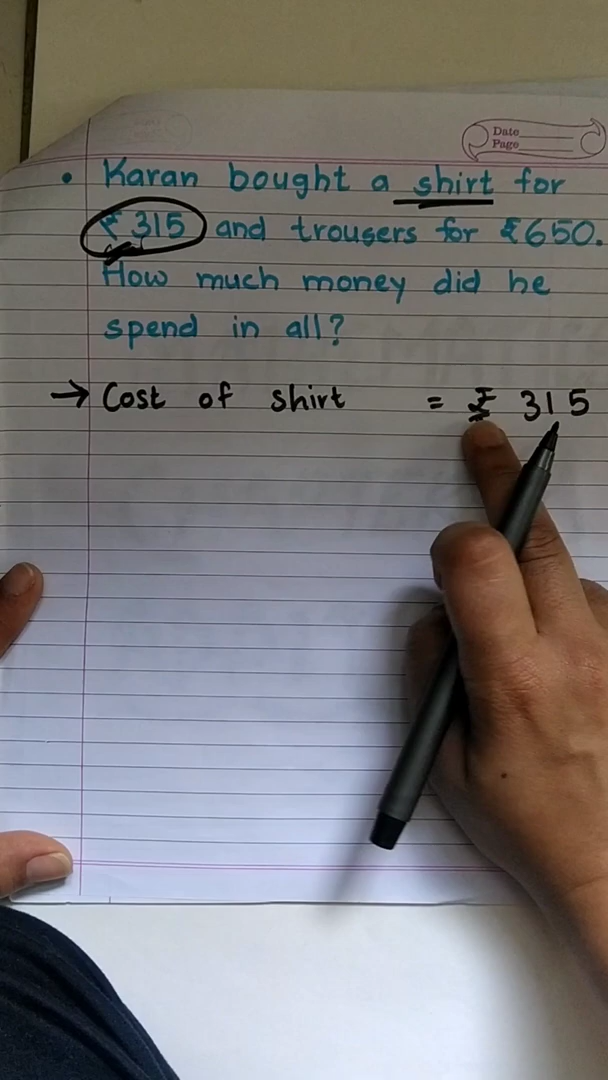 Date
Page
• Karan bought a shirt for
₹ 315 and trousers for ₹650.
How much money did he
spend in all?
→ Cost of shirt = ₹ 315